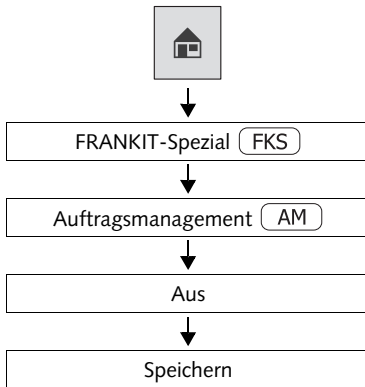 FRANKIT-Spezial FKS
Auftragsmanagement AM
Aus
Speichern